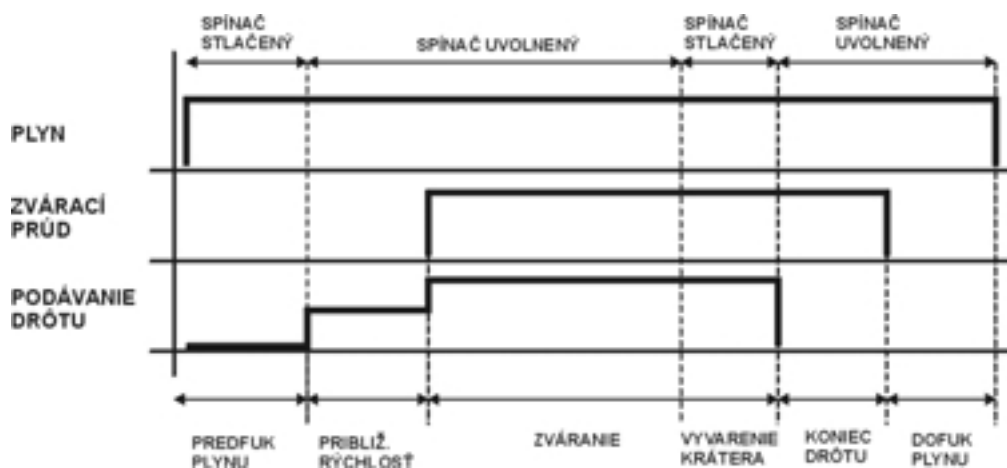 SPÍNAČ
STLAČENÝ
SPÍNAČ UVOLNENÝ
SPÍNAČ
STLAČENÝ
SPÍNAČ
UVOLNENÝ
PLYN
ZVÁRACÍ
PRÚD
PODÁVANIE
DRÔTU
PREDFUK
PLYNU
PRIBLIŽ.
RÝCHLOSŤ
ZVÁRANIE
VYVARENIE
KRÁTERA
KONIEC
DRÔTU
DOFUK
PLYNU